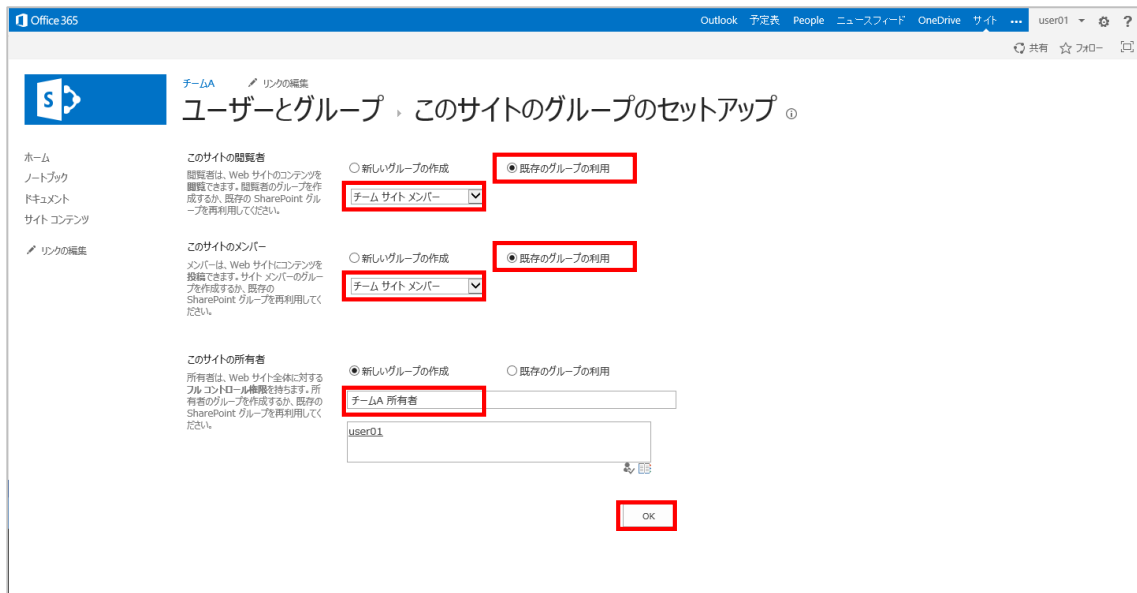 Office 365
Outlook 予定表 People ニュースフィード OneDrive サイト ••• user01 ?
共有 フォロー
S
チームA リンクの編集
ユーザーとグループ › このサイトのグループのセットアップ
ホーム
ノートブック
ドキュメント
サイト コンテンツ
リンクの編集
このサイトの閲覧者
閲覧者は、Web サイトのコンテンツを
閲覧できます。閲覧者のグループを作
成するか、既存の SharePoint グル
ープを再利用してください。
新しいグループの作成 既存のグループの利用
チーム サイト メンバー
このサイトのメンバー
メンバーは、Web サイトにコンテンツを
投稿できます。サイト メンバーのグルー
プを作成するか、既存の
SharePoint グループを再利用してく
ださい。
新しいグループの作成 既存のグループの利用
チーム サイト メンバー
このサイトの所有者
所有者は、Web サイト全体に対する
フル コントロール権限を持ちます。所
有者のグループを作成するか、既存の
SharePoint グループを再利用してく
ださい。
新しいグループの作成 既存のグループの利用
チームA 所有者
user01
OK